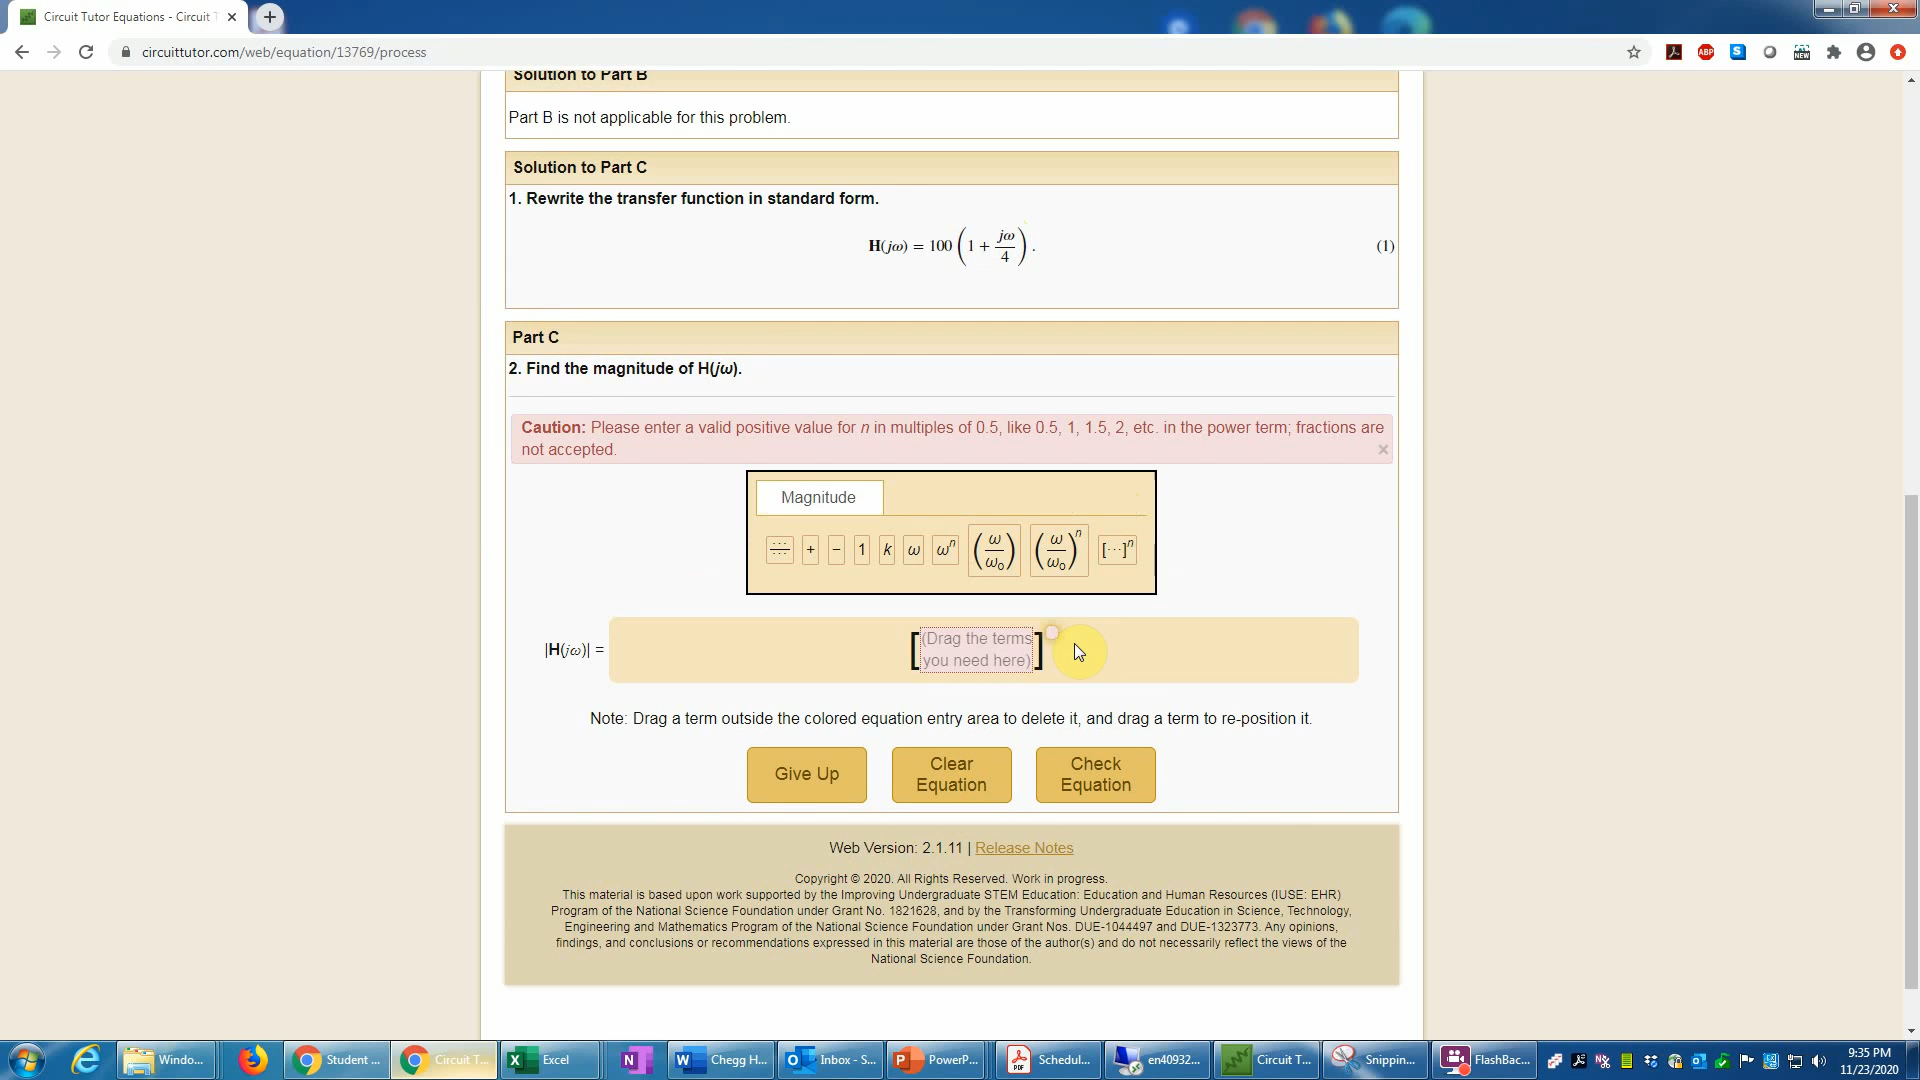 Circuit Tutor Equations - Circuit T
circuittutor.com/web/equation/13769/process
ABP
S
NEW
Solution to Part B
Part B is not applicable for this problem.
Solution to Part C
1. Rewrite the transfer function in standard form.
H(jω) = 100 (1 + jω/4) . (1)
Part C
2. Find the magnitude of H(jω).
Caution: Please enter a valid positive value for n in multiples of 0.5, like 0.5, 1, 1.5, 2, etc. in the power term; fractions are
not accepted. ×
Magnitude
+ − 1 k ω ωⁿ (ω/ω₀) (ω/ω₀)ⁿ [···]ⁿ
|H(jω)| = [(Drag the terms
you need here)]
Note: Drag a term outside the colored equation entry area to delete it, and drag a term to re-position it.
Give Up
Clear
Equation
Check
Equation
Web Version: 2.1.11 | Release Notes
Copyright © 2020. All Rights Reserved. Work in progress.
This material is based upon work supported by the Improving Undergraduate STEM Education: Education and Human Resources (IUSE: EHR)
Program of the National Science Foundation under Grant No. 1821628, and by the Transforming Undergraduate Education in Science, Technology,
Engineering and Mathematics Program of the National Science Foundation under Grant Nos. DUE-1044497 and DUE-1323773. Any opinions,
findings, and conclusions or recommendations expressed in this material are those of the author(s) and do not necessarily reflect the views of the
National Science Foundation.
Windo...
Student ...
Circuit T...
Excel
Chegg H...
Inbox - S...
PowerP...
Schedul...
en40932...
Circuit T...
Snippin...
FlashBac...
9:35 PM
11/23/2020